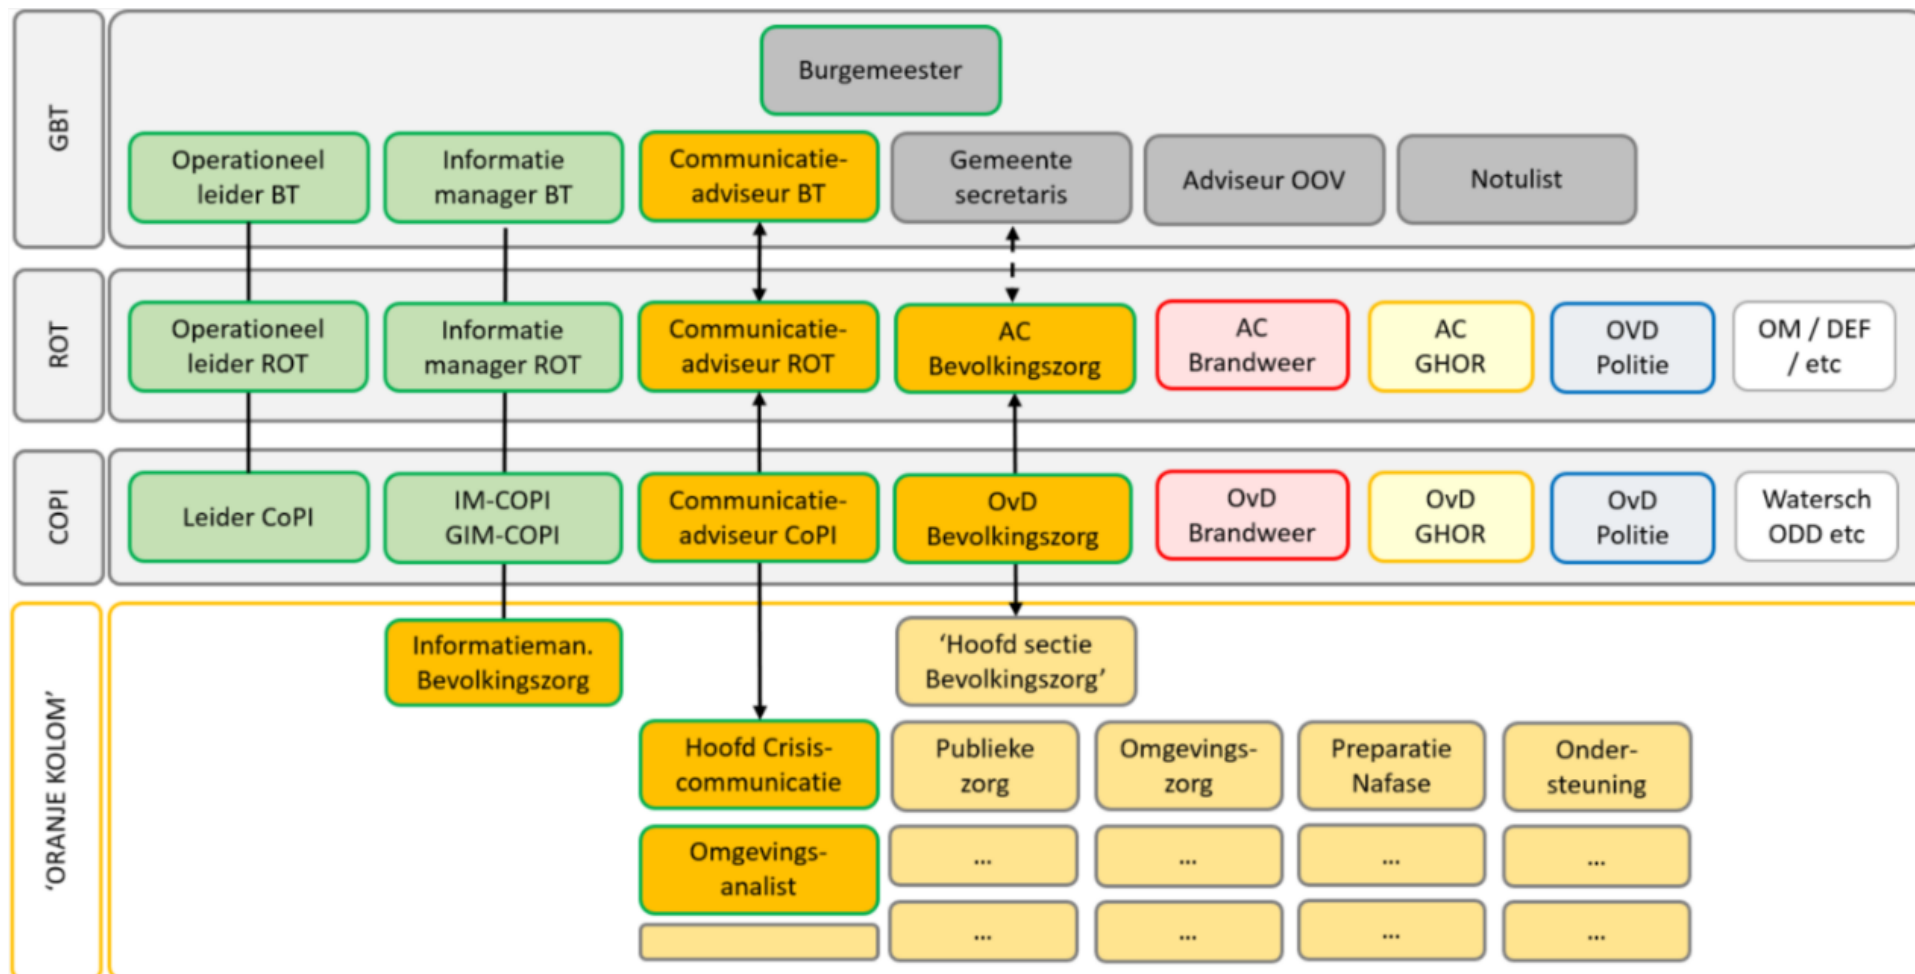 GBT
Burgemeester
Operationeel
leider BT
Informatie
manager BT
Communicatie-
adviseur BT
Gemeente
secretaris
Adviseur OOV
Notulist
ROT
Operationeel
leider ROT
Informatie
manager ROT
Communicatie-
adviseur ROT
AC
Bevolkingszorg
AC
Brandweer
AC
GHOR
OVD
Politie
OM / DEF
/ etc
COPI
Leider CoPI
IM-COPI
GIM-COPI
Communicatie-
adviseur CoPI
OvD
Bevolkingszorg
OvD
Brandweer
OvD
GHOR
OvD
Politie
Watersch
ODD etc
'ORANJE KOLOM'
Informatieman.
Bevolkingszorg
‘Hoofd sectie
Bevolkingszorg’
Hoofd Crisis-
communicatie
Publieke
zorg
Omgevings-
zorg
Preparatie
Nafase
Onder-
steuning
Omgevings-
analist
...
...
...
...
...
...
...
...